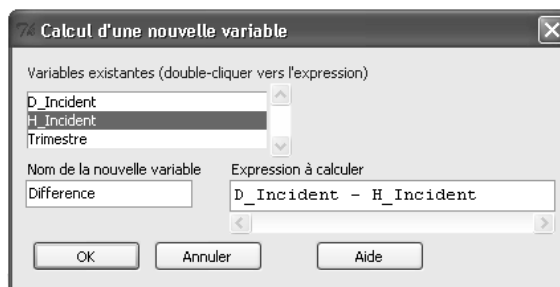 Calcul d'une nouvelle variable
Variables existantes (double-cliquer vers l'expression)
D_Incident
H_Incident
Trimestre
Nom de la nouvelle variable
Expression à calculer
Difference
D_Incident - H_Incident
OK
Annuler
Aide